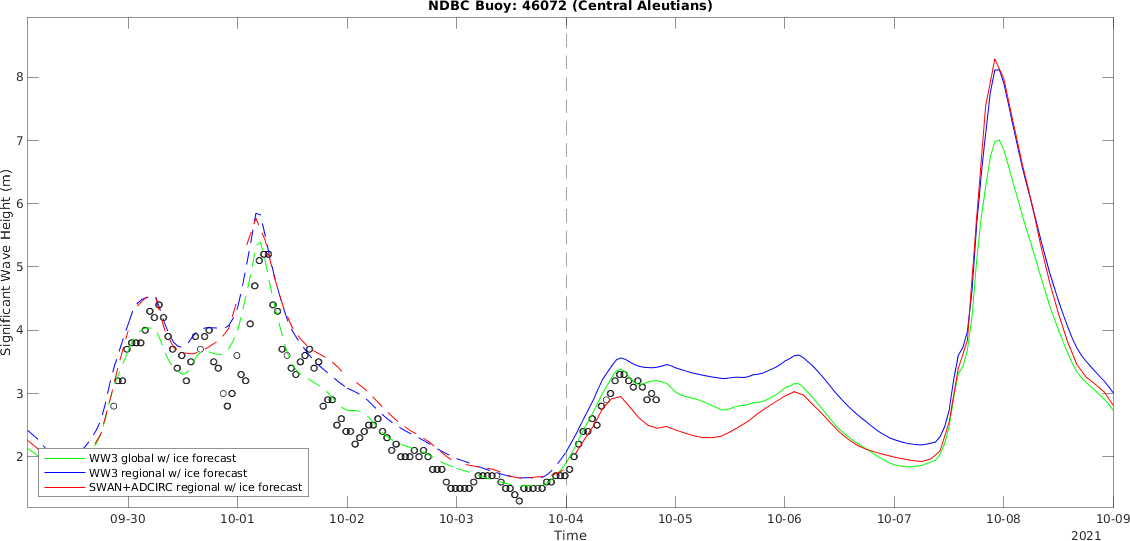 NDBC Buoy: 46072 (Central Aleutians)
Significant Wave Height (m)
8
7
6
5
4
3
2
WW3 global w/ ice forecast
WW3 regional w/ ice forecast
SWAN+ADCIRC regional w/ ice forecast
09-30 10-01 10-02 10-03 10-04 10-05 10-06 10-07 10-08 10-09
Time
2021